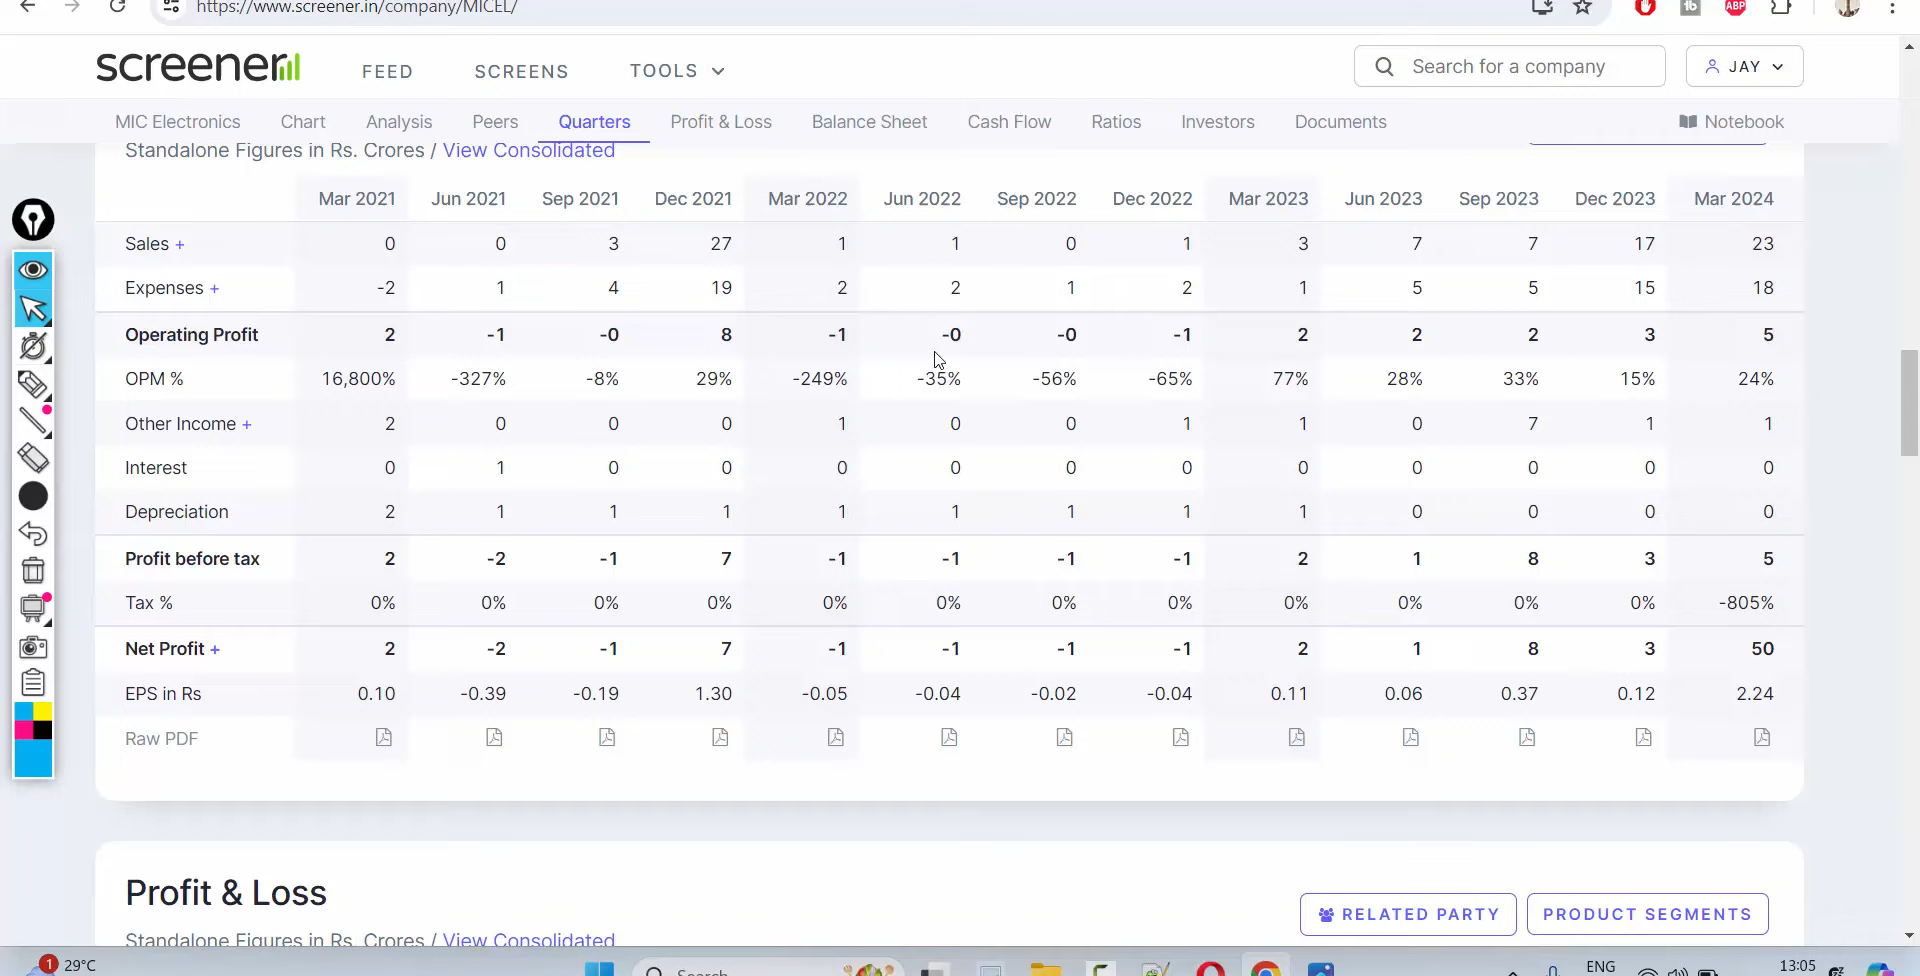 https://www.screener.in/company/MICEL/
ABP
screener
FEED
SCREENS
TOOLS
Search for a company
JAY
MIC Electronics
Chart
Analysis
Peers
Quarters
Profit & Loss
Balance Sheet
Cash Flow
Ratios
Investors
Documents
Notebook
Standalone Figures in Rs. Crores / View Consolidated
Mar 2021 Jun 2021 Sep 2021 Dec 2021 Mar 2022 Jun 2022 Sep 2022 Dec 2022 Mar 2023 Jun 2023 Sep 2023 Dec 2023 Mar 2024
Sales + 0 0 3 27 1 1 0 1 3 7 7 17 23
Expenses + -2 1 4 19 2 2 1 2 1 5 5 15 18
Operating Profit 2 -1 -0 8 -1 -0 -0 -1 2 2 2 3 5
OPM % 16,800% -327% -8% 29% -249% -35% -56% -65% 77% 28% 33% 15% 24%
Other Income + 2 0 0 0 1 0 0 1 1 0 7 1 1
Interest 0 1 0 0 0 0 0 0 0 0 0 0 0
Depreciation 2 1 1 1 1 1 1 1 1 0 0 0 0
Profit before tax 2 -2 -1 7 -1 -1 -1 -1 2 1 8 3 5
Tax % 0% 0% 0% 0% 0% 0% 0% 0% 0% 0% 0% 0% -805%
Net Profit + 2 -2 -1 7 -1 -1 -1 -1 2 1 8 3 50
EPS in Rs 0.10 -0.39 -0.19 1.30 -0.05 -0.04 -0.02 -0.04 0.11 0.06 0.37 0.12 2.24
Raw PDF
Profit & Loss
RELATED PARTY
PRODUCT SEGMENTS
Standalone Figures in Rs. Crores / View Consolidated
1
29°C
Search
ENG
13:05